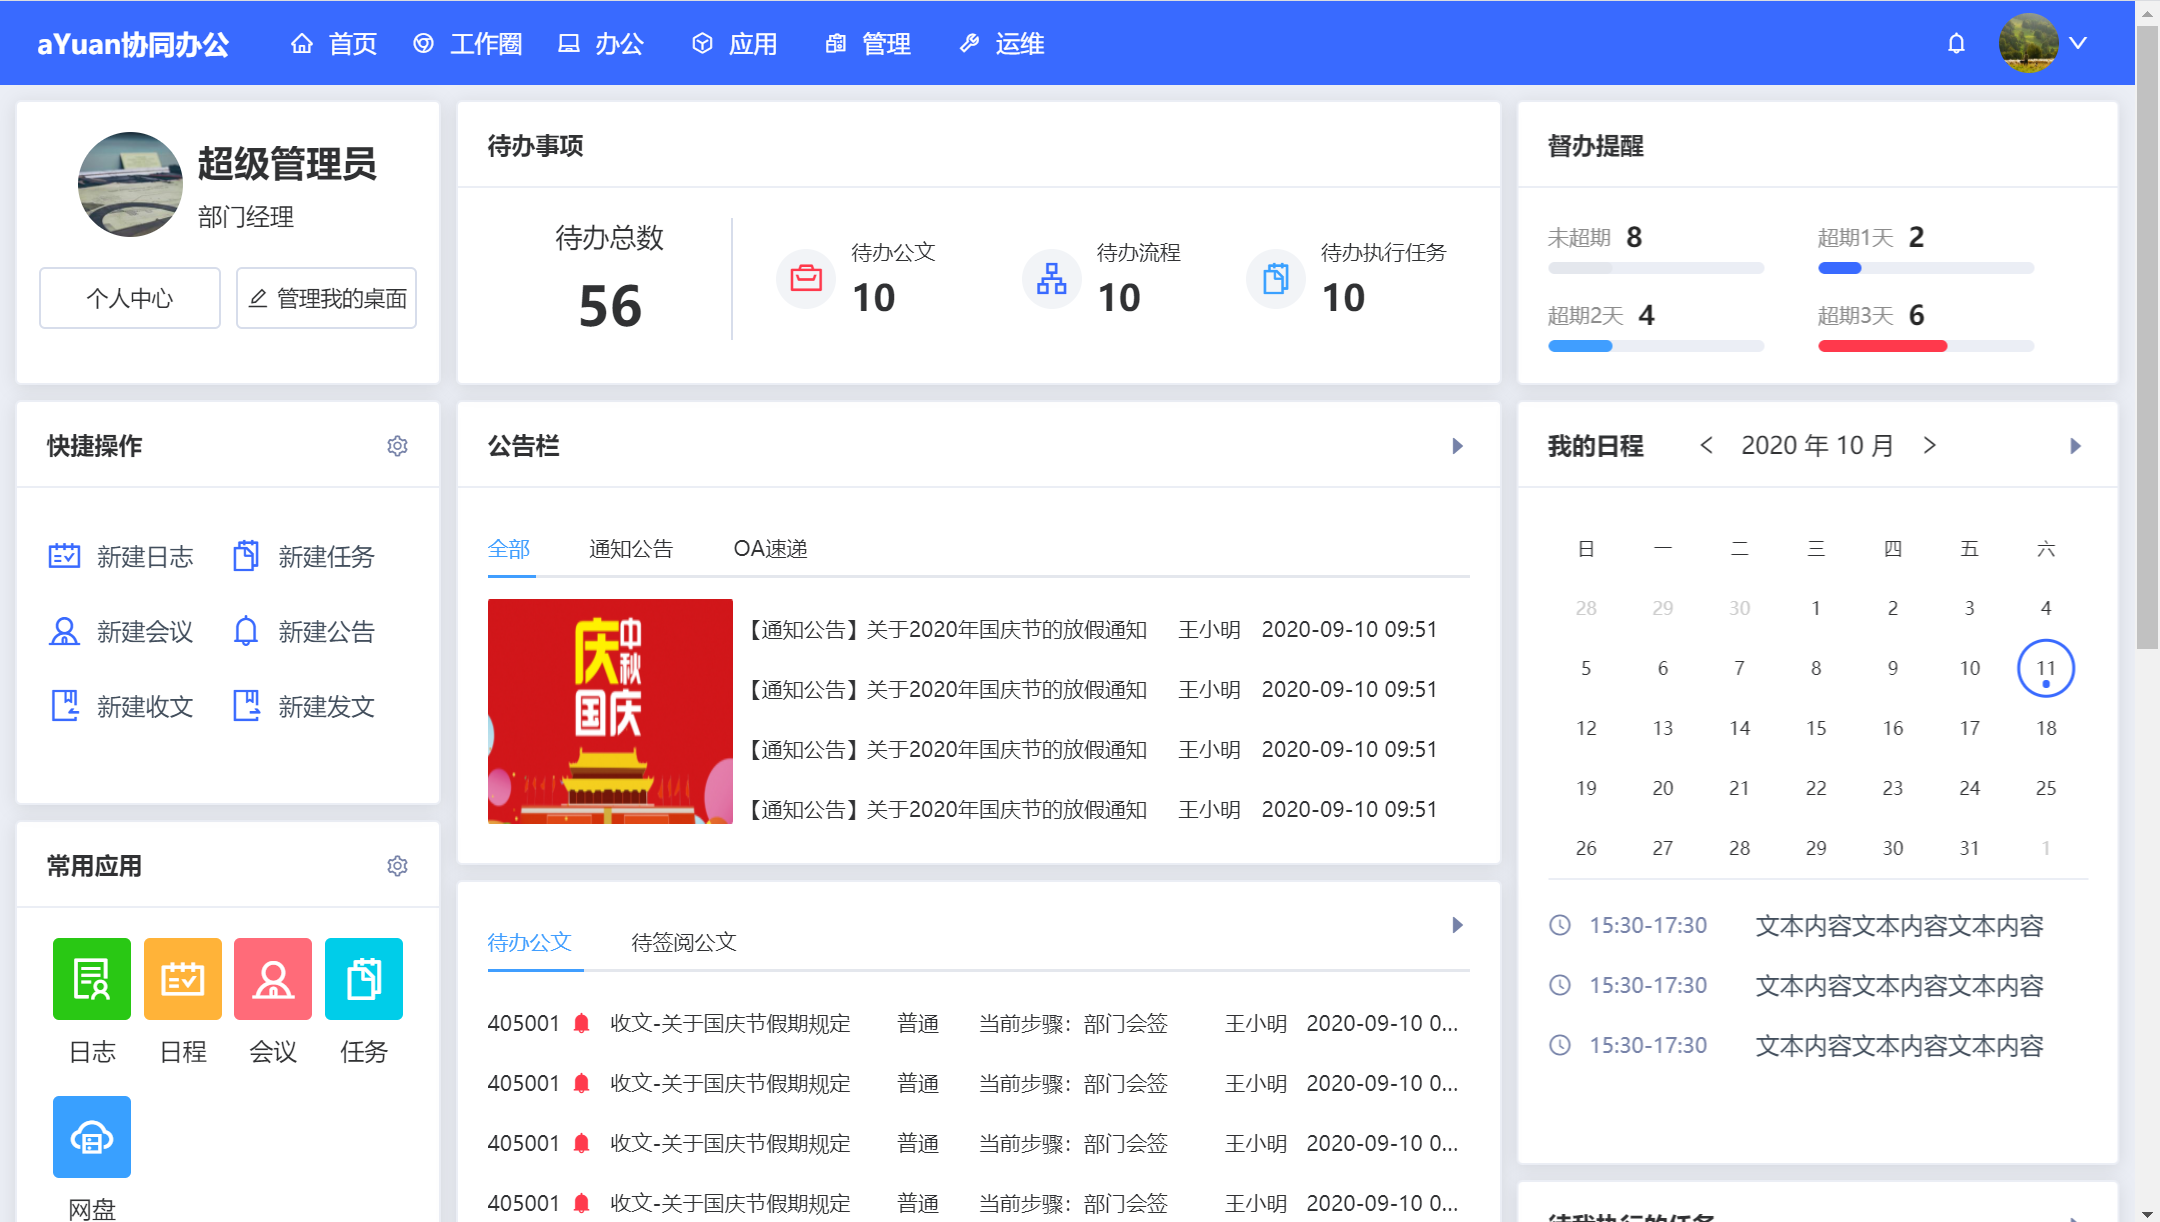 aYuan协同办公 首页 工作圈 办公 应用 管理 运维
超级管理员
部门经理
个人中心 管理我的桌面
待办事项
待办总数
56
待办公文
10
待办流程
10
待办执行任务
10
督办提醒
未超期 8
超期1天 2
超期2天 4
超期3天 6
快捷操作
新建日志 新建任务
新建会议 新建公告
新建收文 新建发文
常用应用
日志 日程 会议 任务
网盘
公告栏
全部 通知公告 OA速递
庆 中秋
国庆
【通知公告】关于2020年国庆节的放假通知 王小明 2020-09-10 09:51
【通知公告】关于2020年国庆节的放假通知 王小明 2020-09-10 09:51
【通知公告】关于2020年国庆节的放假通知 王小明 2020-09-10 09:51
【通知公告】关于2020年国庆节的放假通知 王小明 2020-09-10 09:51
待办公文 待签阅公文
405001 收文-关于国庆节假期规定 普通 当前步骤：部门会签 王小明 2020-09-10 0...
405001 收文-关于国庆节假期规定 普通 当前步骤：部门会签 王小明 2020-09-10 0...
405001 收文-关于国庆节假期规定 普通 当前步骤：部门会签 王小明 2020-09-10 0...
405001 收文-关于国庆节假期规定 普通 当前步骤：部门会签 王小明 2020-09-10 0...
我的日程 < 2020 年 10 月 >
日 一 二 三 四 五 六
28 29 30 1 2 3 4
5 6 7 8 9 10 11
12 13 14 15 16 17 18
19 20 21 22 23 24 25
26 27 28 29 30 31 1
15:30-17:30 文本内容文本内容文本内容
15:30-17:30 文本内容文本内容文本内容
15:30-17:30 文本内容文本内容文本内容
待我执行的任务